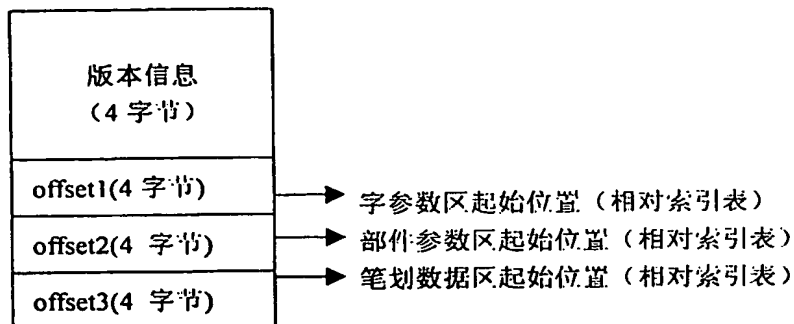 版本信息
（4 字节）
offset1(4 字节)
字参数区起始位置（相对索引表）
offset2(4 字节)
部件参数区起始位置（相对索引表）
笔划数据区起始位置（相对索引表）
offset3(4 字节)